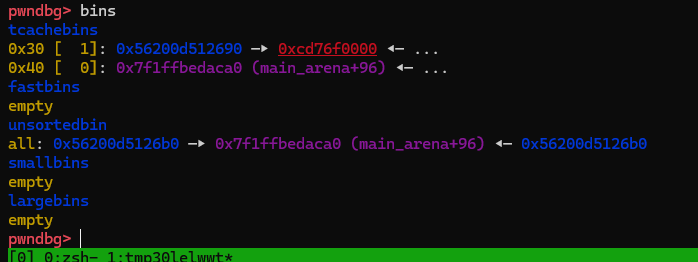 pwndbg> bins
tcachebins
0x30 [  1]: 0x56200d512690 —▸ 0xcd76f0000 ◂— ...
0x40 [  0]: 0x7f1ffbedaca0 (main_arena+96) ◂— ...
fastbins
empty
unsortedbin
all: 0x56200d5126b0 —▸ 0x7f1ffbedaca0 (main_arena+96) ◂— 0x56200d5126b0
smallbins
empty
largebins
empty
pwndbg>
[0] 0:zsh- 1:tmp30lelwwt*